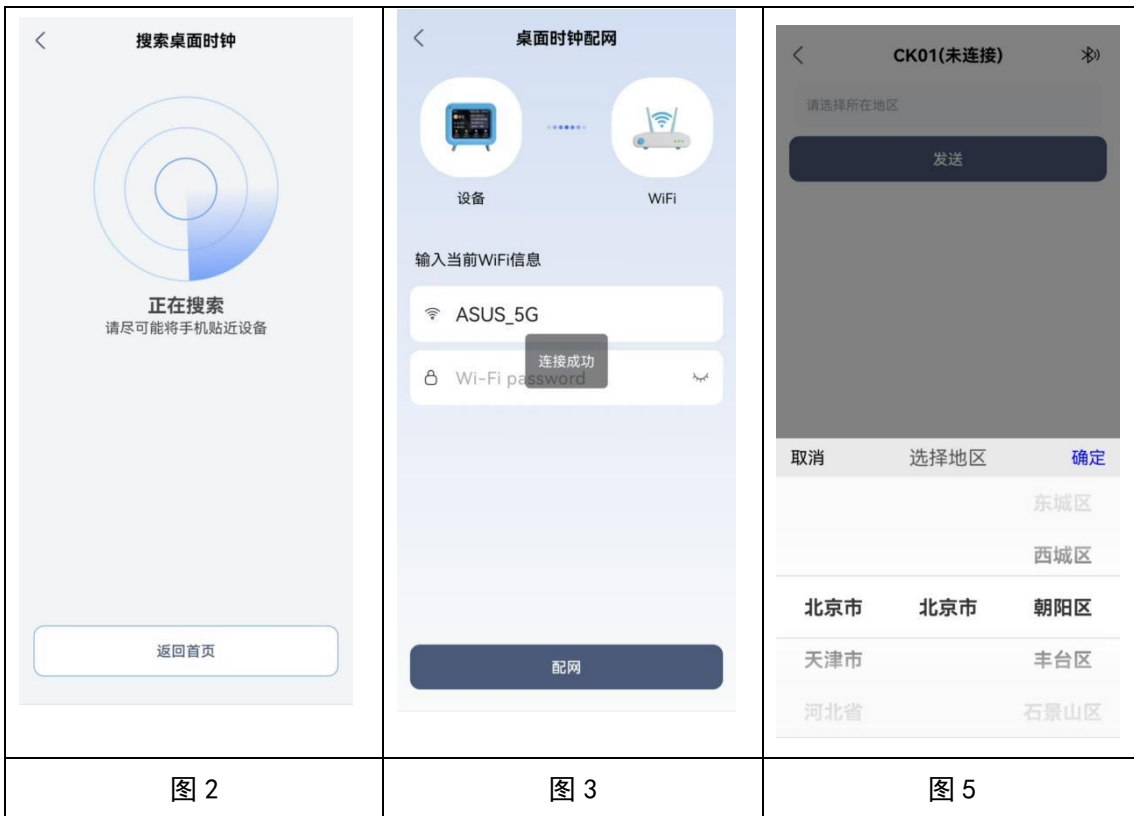 搜索桌面时钟
正在搜索
请尽可能将手机贴近设备
返回首页
图 2
桌面时钟配网
设备
WiFi
输入当前WiFi信息
ASUS_5G
连接成功
Wi-Fi password
配网
图 3
CK01(未连接)
请选择所在地区
发送
取消 选择地区 确定
东城区
西城区
北京市 北京市 朝阳区
天津市 丰台区
河北省 石景山区
图 5